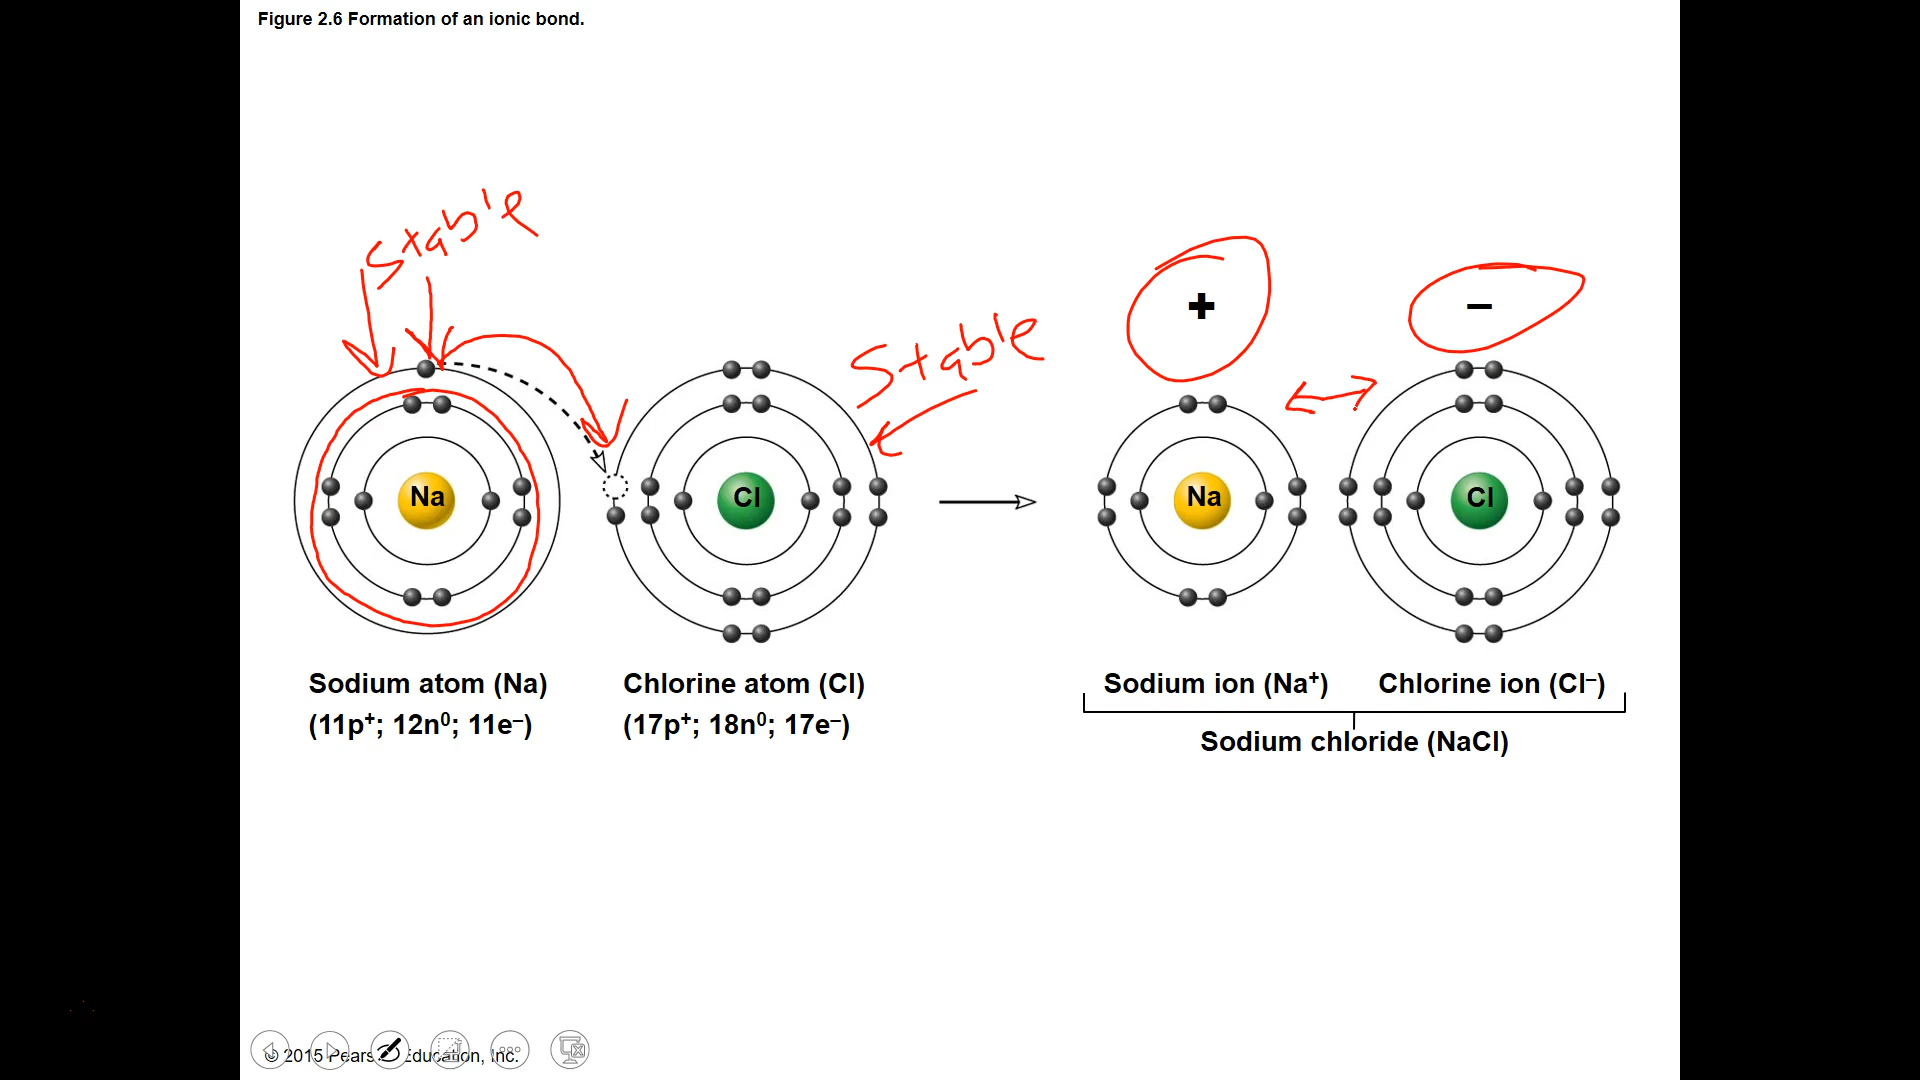 Figure 2.6 Formation of an ionic bond.
Stable
Stable
+
–
Na
Cl
Na
Cl
Sodium atom (Na)
(11p⁺; 12n⁰; 11e⁻)
Chlorine atom (Cl)
(17p⁺; 18n⁰; 17e⁻)
Sodium ion (Na⁺)
Chlorine ion (Cl⁻)
Sodium chloride (NaCl)
© 2015 Pearson Education, Inc.